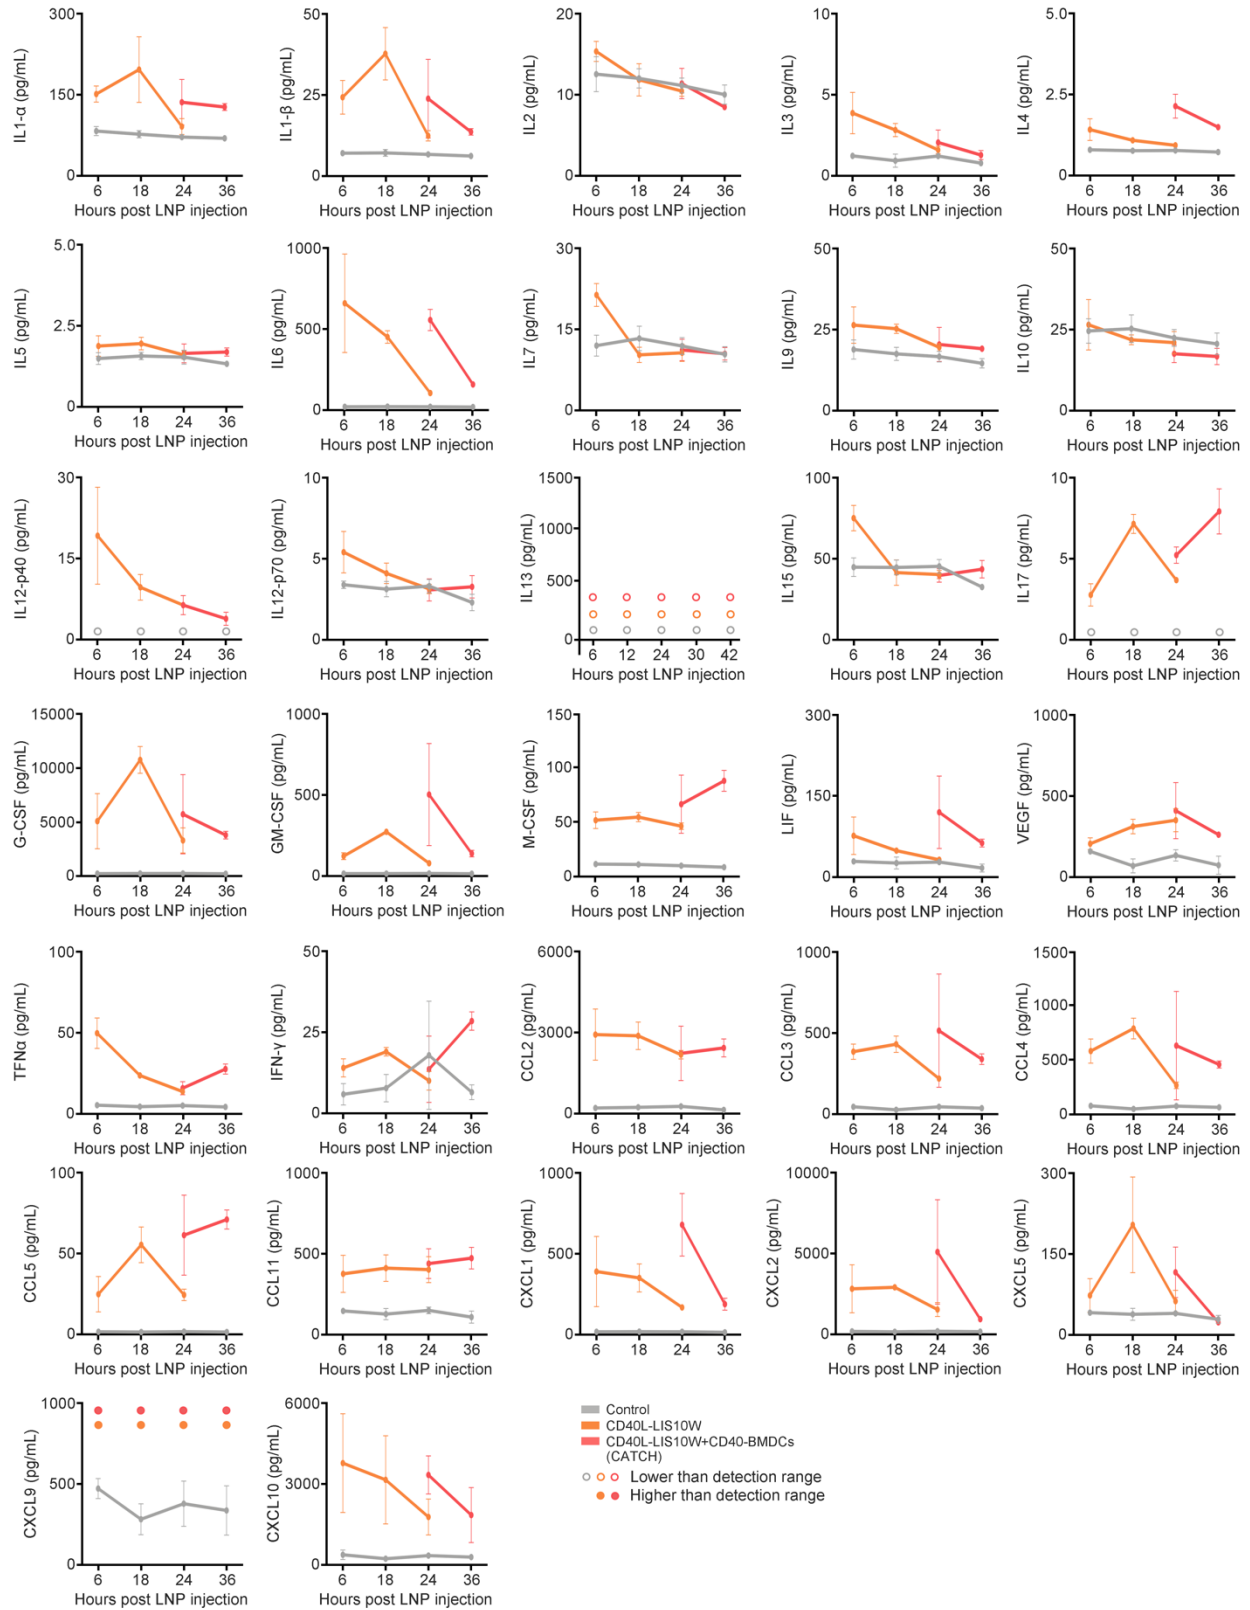 IL1-α (pg/mL)
300
150
0
6 18 24 36
Hours post LNP injection
IL1-β (pg/mL)
50
25
0
6 18 24 36
Hours post LNP injection
IL2 (pg/mL)
20
10
0
6 18 24 36
Hours post LNP injection
IL3 (pg/mL)
10
5
0
6 18 24 36
Hours post LNP injection
IL4 (pg/mL)
5.0
2.5
0
6 18 24 36
Hours post LNP injection
IL5 (pg/mL)
5.0
2.5
0
6 18 24 36
Hours post LNP injection
IL6 (pg/mL)
1000
500
0
6 18 24 36
Hours post LNP injection
IL7 (pg/mL)
30
15
0
6 18 24 36
Hours post LNP injection
IL9 (pg/mL)
50
25
0
6 18 24 36
Hours post LNP injection
IL10 (pg/mL)
50
25
0
6 18 24 36
Hours post LNP injection
IL12-p40 (pg/mL)
30
15
0
6 18 24 36
Hours post LNP injection
IL12-p70 (pg/mL)
10
5
0
6 18 24 36
Hours post LNP injection
IL13 (pg/mL)
1500
1000
500
0
6 12 24 30 42
Hours post LNP injection
IL15 (pg/mL)
100
50
0
6 18 24 36
Hours post LNP injection
IL17 (pg/mL)
10
5
0
6 18 24 36
Hours post LNP injection
G-CSF (pg/mL)
15000
10000
5000
0
6 18 24 36
Hours post LNP injection
GM-CSF (pg/mL)
1000
500
0
6 18 24 36
Hours post LNP injection
M-CSF (pg/mL)
150
100
50
0
6 18 24 36
Hours post LNP injection
LIF (pg/mL)
300
150
0
6 18 24 36
Hours post LNP injection
VEGF (pg/mL)
1000
500
0
6 18 24 36
Hours post LNP injection
TFNα (pg/mL)
100
50
0
6 18 24 36
Hours post LNP injection
IFN-γ (pg/mL)
50
25
0
6 18 24 36
Hours post LNP injection
CCL2 (pg/mL)
6000
3000
0
6 18 24 36
Hours post LNP injection
CCL3 (pg/mL)
1000
500
0
6 18 24 36
Hours post LNP injection
CCL4 (pg/mL)
1500
1000
500
0
6 18 24 36
Hours post LNP injection
CCL5 (pg/mL)
100
50
0
6 18 24 36
Hours post LNP injection
CCL11 (pg/mL)
1000
500
0
6 18 24 36
Hours post LNP injection
CXCL1 (pg/mL)
1000
500
0
6 18 24 36
Hours post LNP injection
CXCL2 (pg/mL)
10000
5000
0
6 18 24 36
Hours post LNP injection
CXCL5 (pg/mL)
300
150
0
6 18 24 36
Hours post LNP injection
CXCL9 (pg/mL)
1000
500
0
6 18 24 36
Hours post LNP injection
CXCL10 (pg/mL)
6000
3000
0
6 18 24 36
Hours post LNP injection
Control
CD40L-LIS10W
CD40L-LIS10W+CD40-BMDCs
(CATCH)
Lower than detection range
Higher than detection range